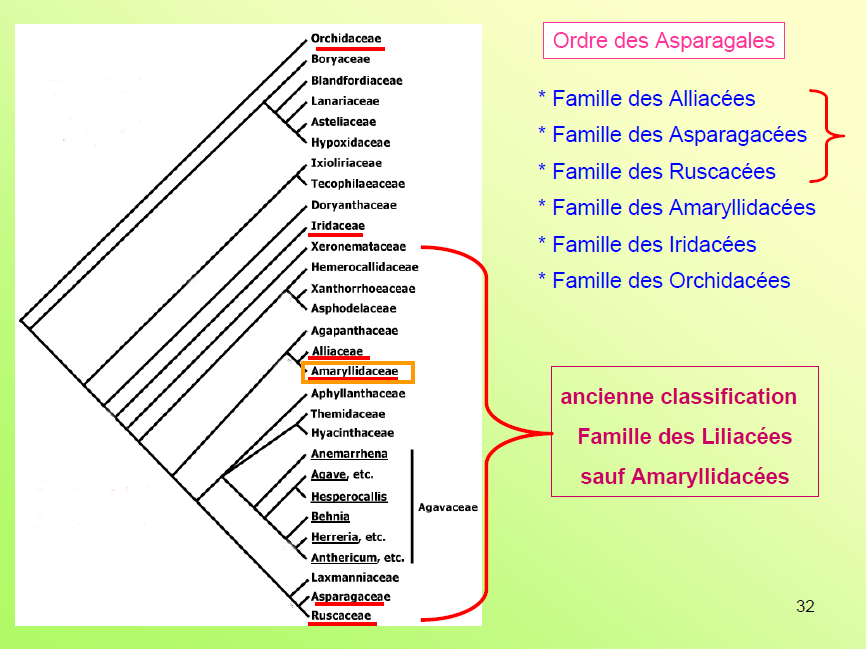 Orchidaceae
Boryaceae
Blandfordiaceae
Lanariaceae
Asteliaceae
Hypoxidaceae
Ixioliriaceae
Tecophilaeaceae
Doryanthaceae
Iridaceae
Xeronemataceae
Hemerocallidaceae
Xanthorrhoeaceae
Asphodelaceae
Agapanthaceae
Alliaceae
Amaryllidaceae
Aphyllanthaceae
Themidaceae
Hyacinthaceae
Anemarrhena
Agave, etc.
Hesperocallis
Behnia
Herreria, etc.
Anthericum, etc.
Agavaceae
Laxmanniaceae
Asparagaceae
Ruscaceae
Ordre des Asparagales
* Famille des Alliacées
* Famille des Asparagacées
* Famille des Ruscacées
* Famille des Amaryllidacées
* Famille des Iridacées
* Famille des Orchidacées
ancienne classification
Famille des Liliacées
sauf Amaryllidacées
32